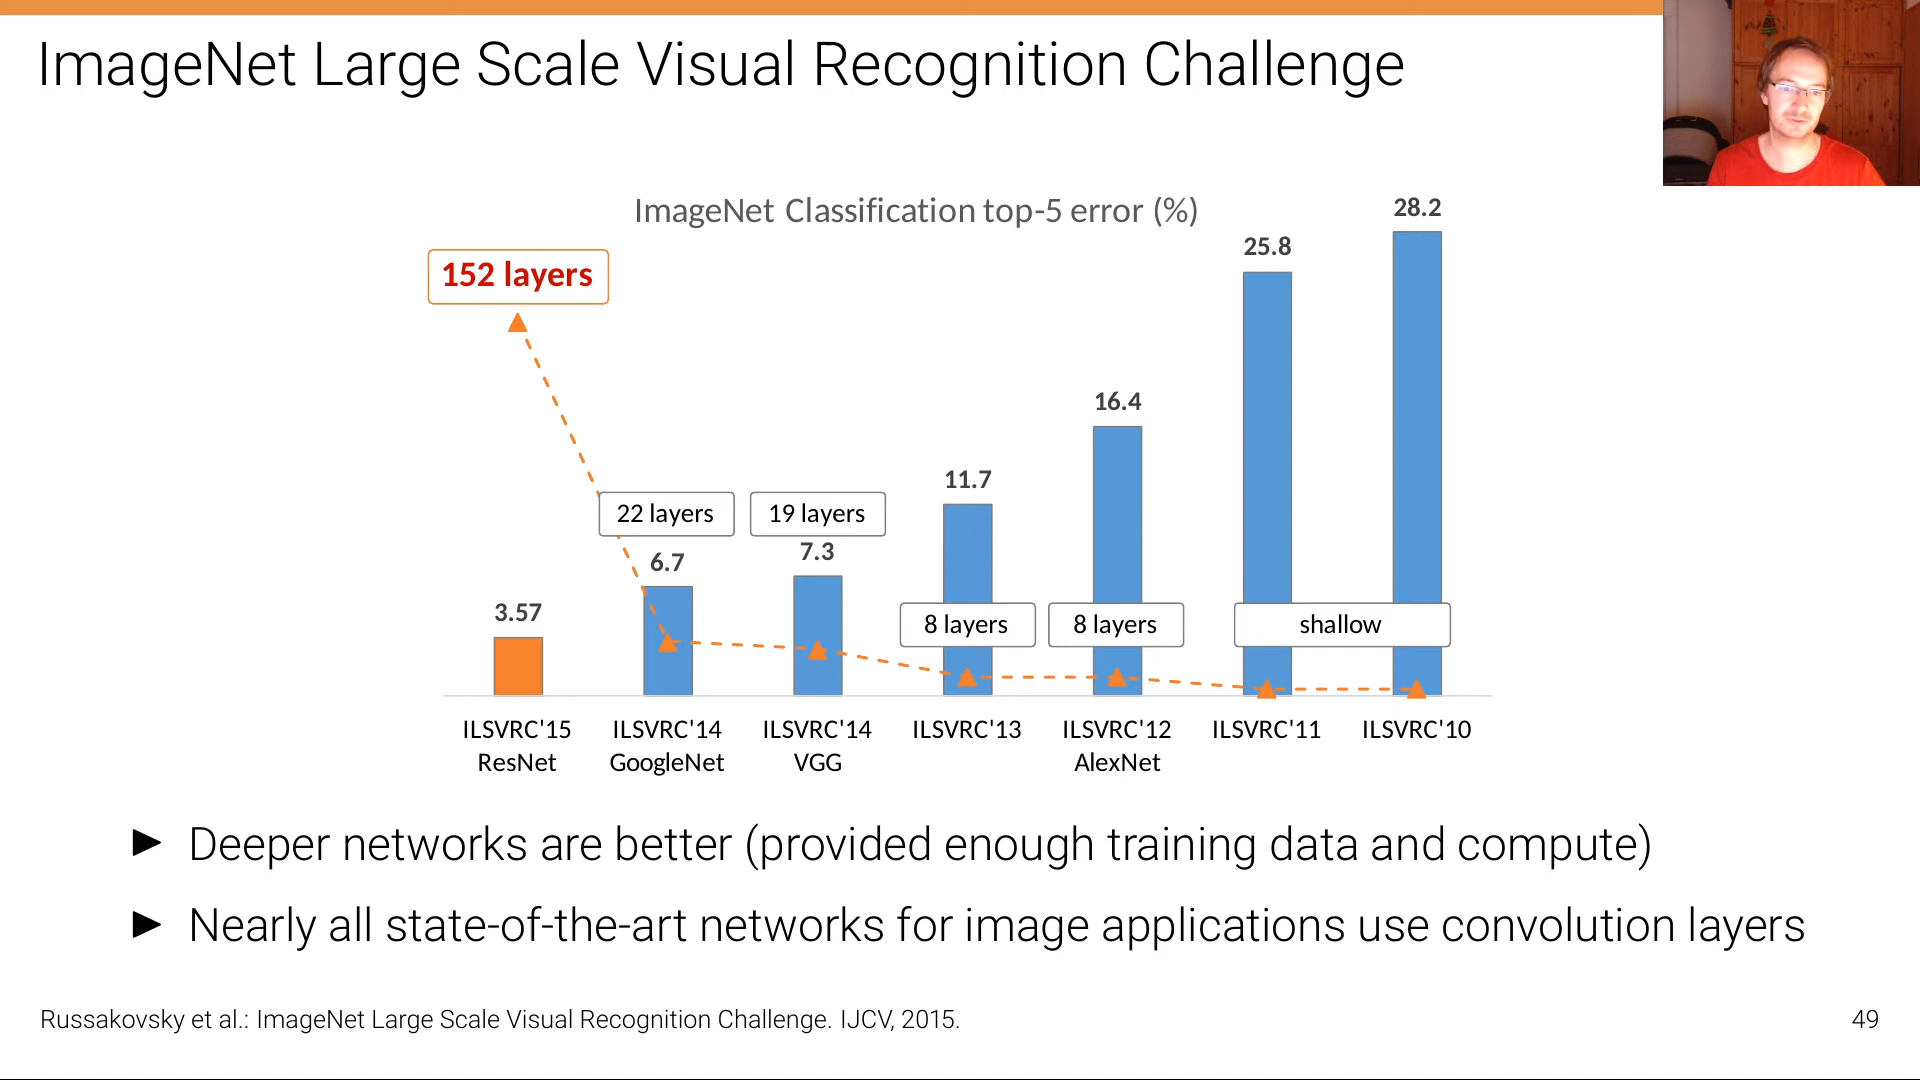 ImageNet Large Scale Visual Recognition Challenge
ImageNet Classification top-5 error (%)
28.2
25.8
152 layers
16.4
11.7
22 layers
19 layers
7.3
6.7
3.57
8 layers
8 layers
shallow
ILSVRC'15
ResNet
ILSVRC'14
GoogleNet
ILSVRC'14
VGG
ILSVRC'13
ILSVRC'12
AlexNet
ILSVRC'11
ILSVRC'10
► Deeper networks are better (provided enough training data and compute)
► Nearly all state-of-the-art networks for image applications use convolution layers
Russakovsky et al.: ImageNet Large Scale Visual Recognition Challenge. IJCV, 2015.
49